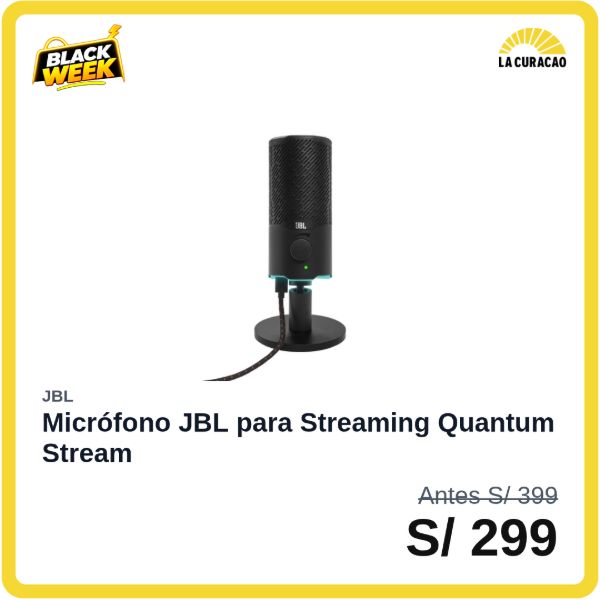 BLACK
WEEK
LA CURACAO
JBL
JBL
Micrófono JBL para Streaming Quantum
Stream
Antes S/ 399
S/ 299